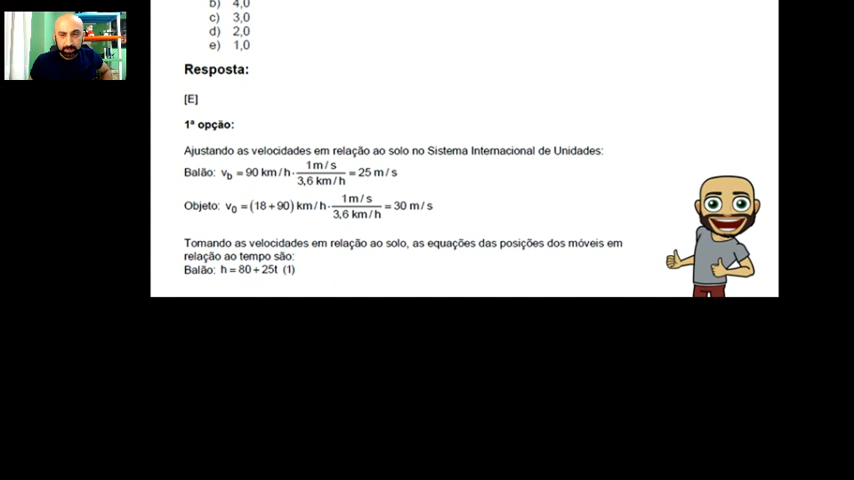 b) 4,0
c) 3,0
d) 2,0
e) 1,0
Resposta:
[E]
1ª opção:
Ajustando as velocidades em relação ao solo no Sistema Internacional de Unidades:
Balão: v_b = 90 km/h · 1m/s / 3,6 km/h = 25 m/s
Objeto: v_0 = (18 + 90) km/h · 1m/s / 3,6 km/h = 30 m/s
Tomando as velocidades em relação ao solo, as equações das posições dos móveis em
relação ao tempo são:
Balão: h = 80 + 25t (1)